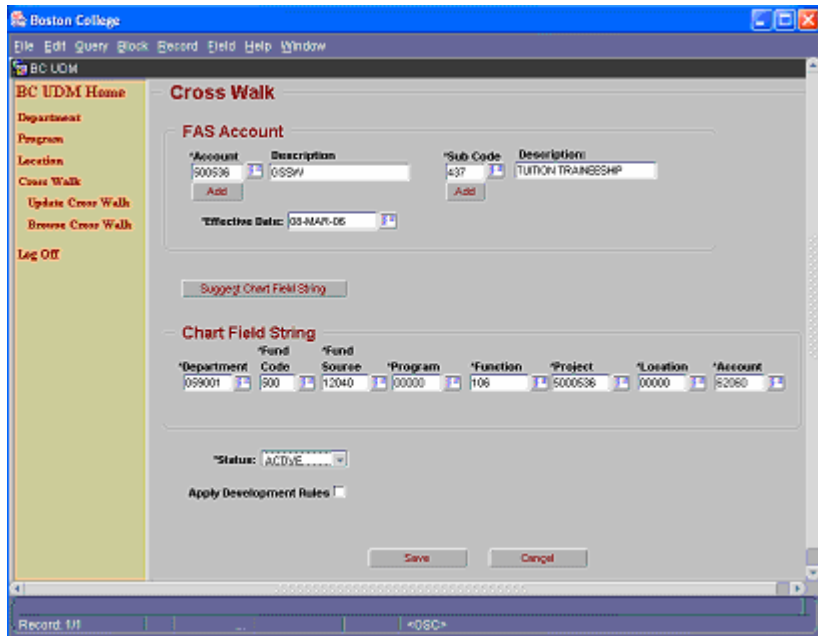 Boston College
File Edit Query Block Record Field Help Window
BC UDM
BC UDM Home
Department
Program
Location
Cross Walk
Update Cross Walk
Browse Cross Walk
Log Off
Cross Walk
FAS Account
*Account Description *Sub Code Description:
500536 GSSW 437 TUITION TRAINEESHIP
Add Add
*Effective Date: 08-MAR-06
Suggest Chart Field String
Chart Field String
*Department *Fund Code *Fund Source *Program *Function *Project *Location *Account
059001 500 12040 00000 106 5000536 00000 62060
*Status: ACTIVE
Apply Development Rules
Save Cancel
Record: 1/1 ... <OSC>